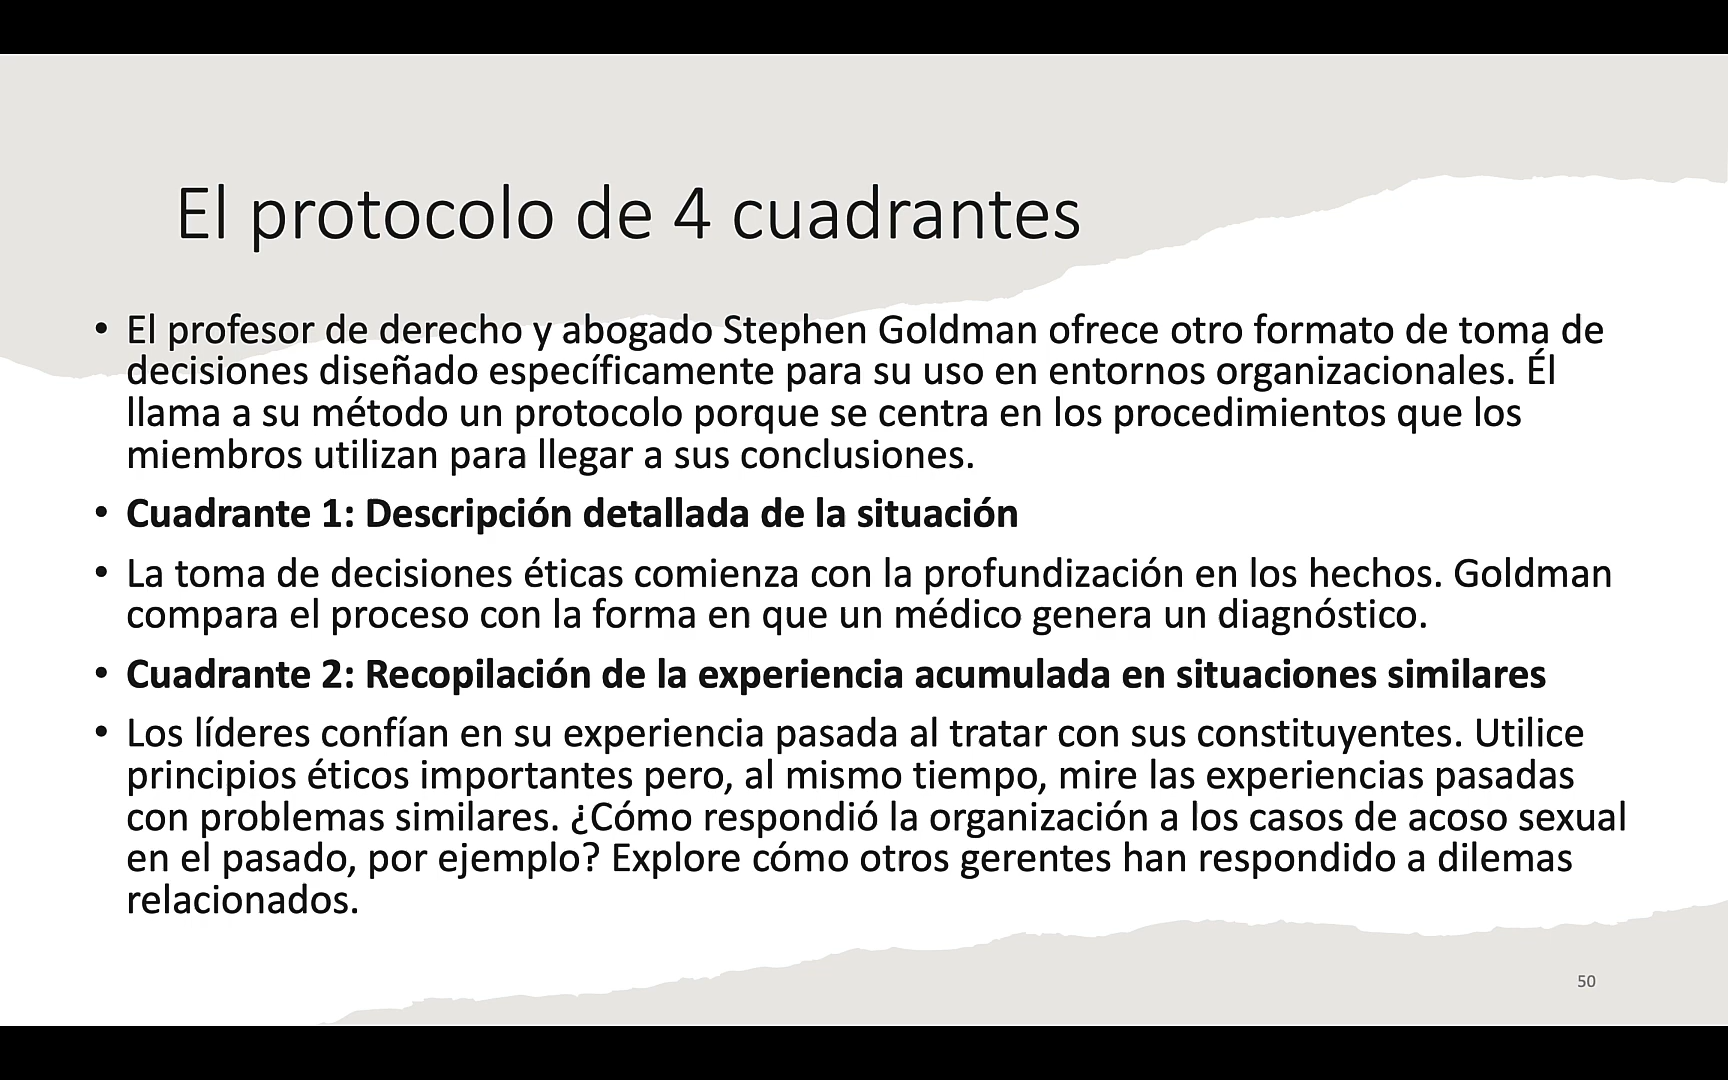 El protocolo de 4 cuadrantes
• El profesor de derecho y abogado Stephen Goldman ofrece otro formato de toma de
decisiones diseñado específicamente para su uso en entornos organizacionales. Él
llama a su método un protocolo porque se centra en los procedimientos que los
miembros utilizan para llegar a sus conclusiones.
• Cuadrante 1: Descripción detallada de la situación
• La toma de decisiones éticas comienza con la profundización en los hechos. Goldman
compara el proceso con la forma en que un médico genera un diagnóstico.
• Cuadrante 2: Recopilación de la experiencia acumulada en situaciones similares
• Los líderes confían en su experiencia pasada al tratar con sus constituyentes. Utilice
principios éticos importantes pero, al mismo tiempo, mire las experiencias pasadas
con problemas similares. ¿Cómo respondió la organización a los casos de acoso sexual
en el pasado, por ejemplo? Explore cómo otros gerentes han respondido a dilemas
relacionados.
50